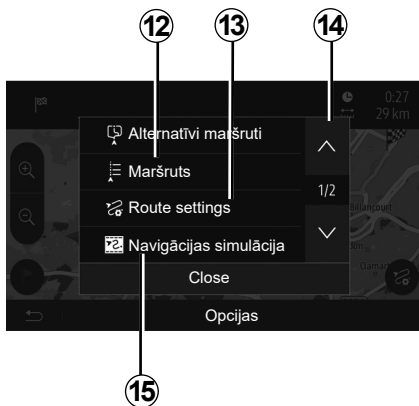 12 13 14
0:27
29 km
Alternatīvi maršruti
Maršruts
1/2
Route settings
Billancourt
Navigācijas simulācija
Close
Opcijas
15